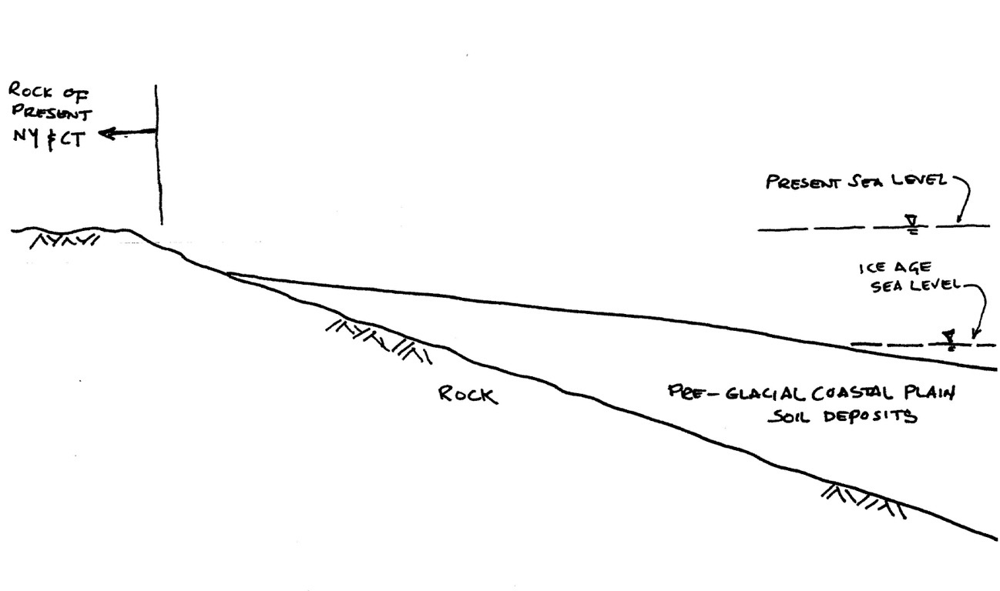 ROCK OF
PRESENT
NY & CT
PRESENT SEA LEVEL
ICE AGE
SEA LEVEL
ROCK
PRE-GLACIAL COASTAL PLAIN
SOIL DEPOSITS